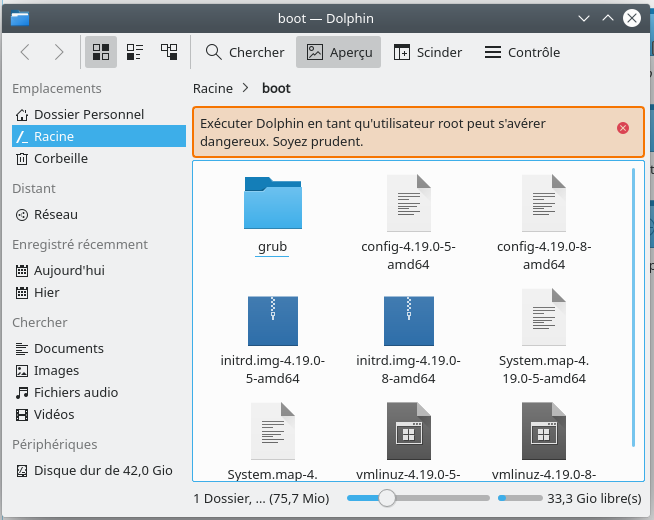 boot — Dolphin
Chercher
Aperçu
Scinder
Contrôle
Emplacements
Dossier Personnel
Racine
Corbeille
Distant
Réseau
Enregistré récemment
Aujourd'hui
Hier
Chercher
Documents
Images
Fichiers audio
Vidéos
Périphériques
Disque dur de 42,0 Gio
Racine > boot
Exécuter Dolphin en tant qu'utilisateur root peut s'avérer
dangereux. Soyez prudent.
grub
config-4.19.0-5-
amd64
config-4.19.0-8-
amd64
initrd.img-4.19.0-
5-amd64
initrd.img-4.19.0-
8-amd64
System.map-4.
19.0-5-amd64
System.map-4.
vmlinuz-4.19.0-5-
vmlinuz-4.19.0-8-
1 Dossier, ... (75,7 Mio)
33,3 Gio libre(s)